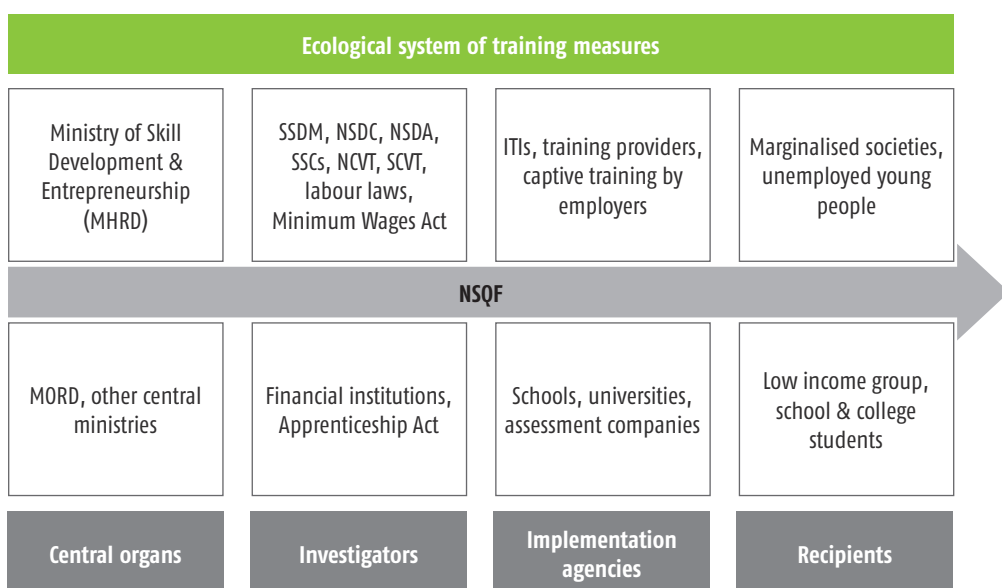 Ecological system of training measures
Ministry of Skill
Development &
Entrepreneurship
(MHRD)
SSDM, NSDC, NSDA,
SSCs, NCVT, SCVT,
labour laws,
Minimum Wages Act
ITIs, training providers,
captive training by
employers
Marginalised societies,
unemployed young
people
NSQF
MORD, other central
ministries
Financial institutions,
Apprenticeship Act
Schools, universities,
assessment companies
Low income group,
school & college
students
Central organs
Investigators
Implementation
agencies
Recipients